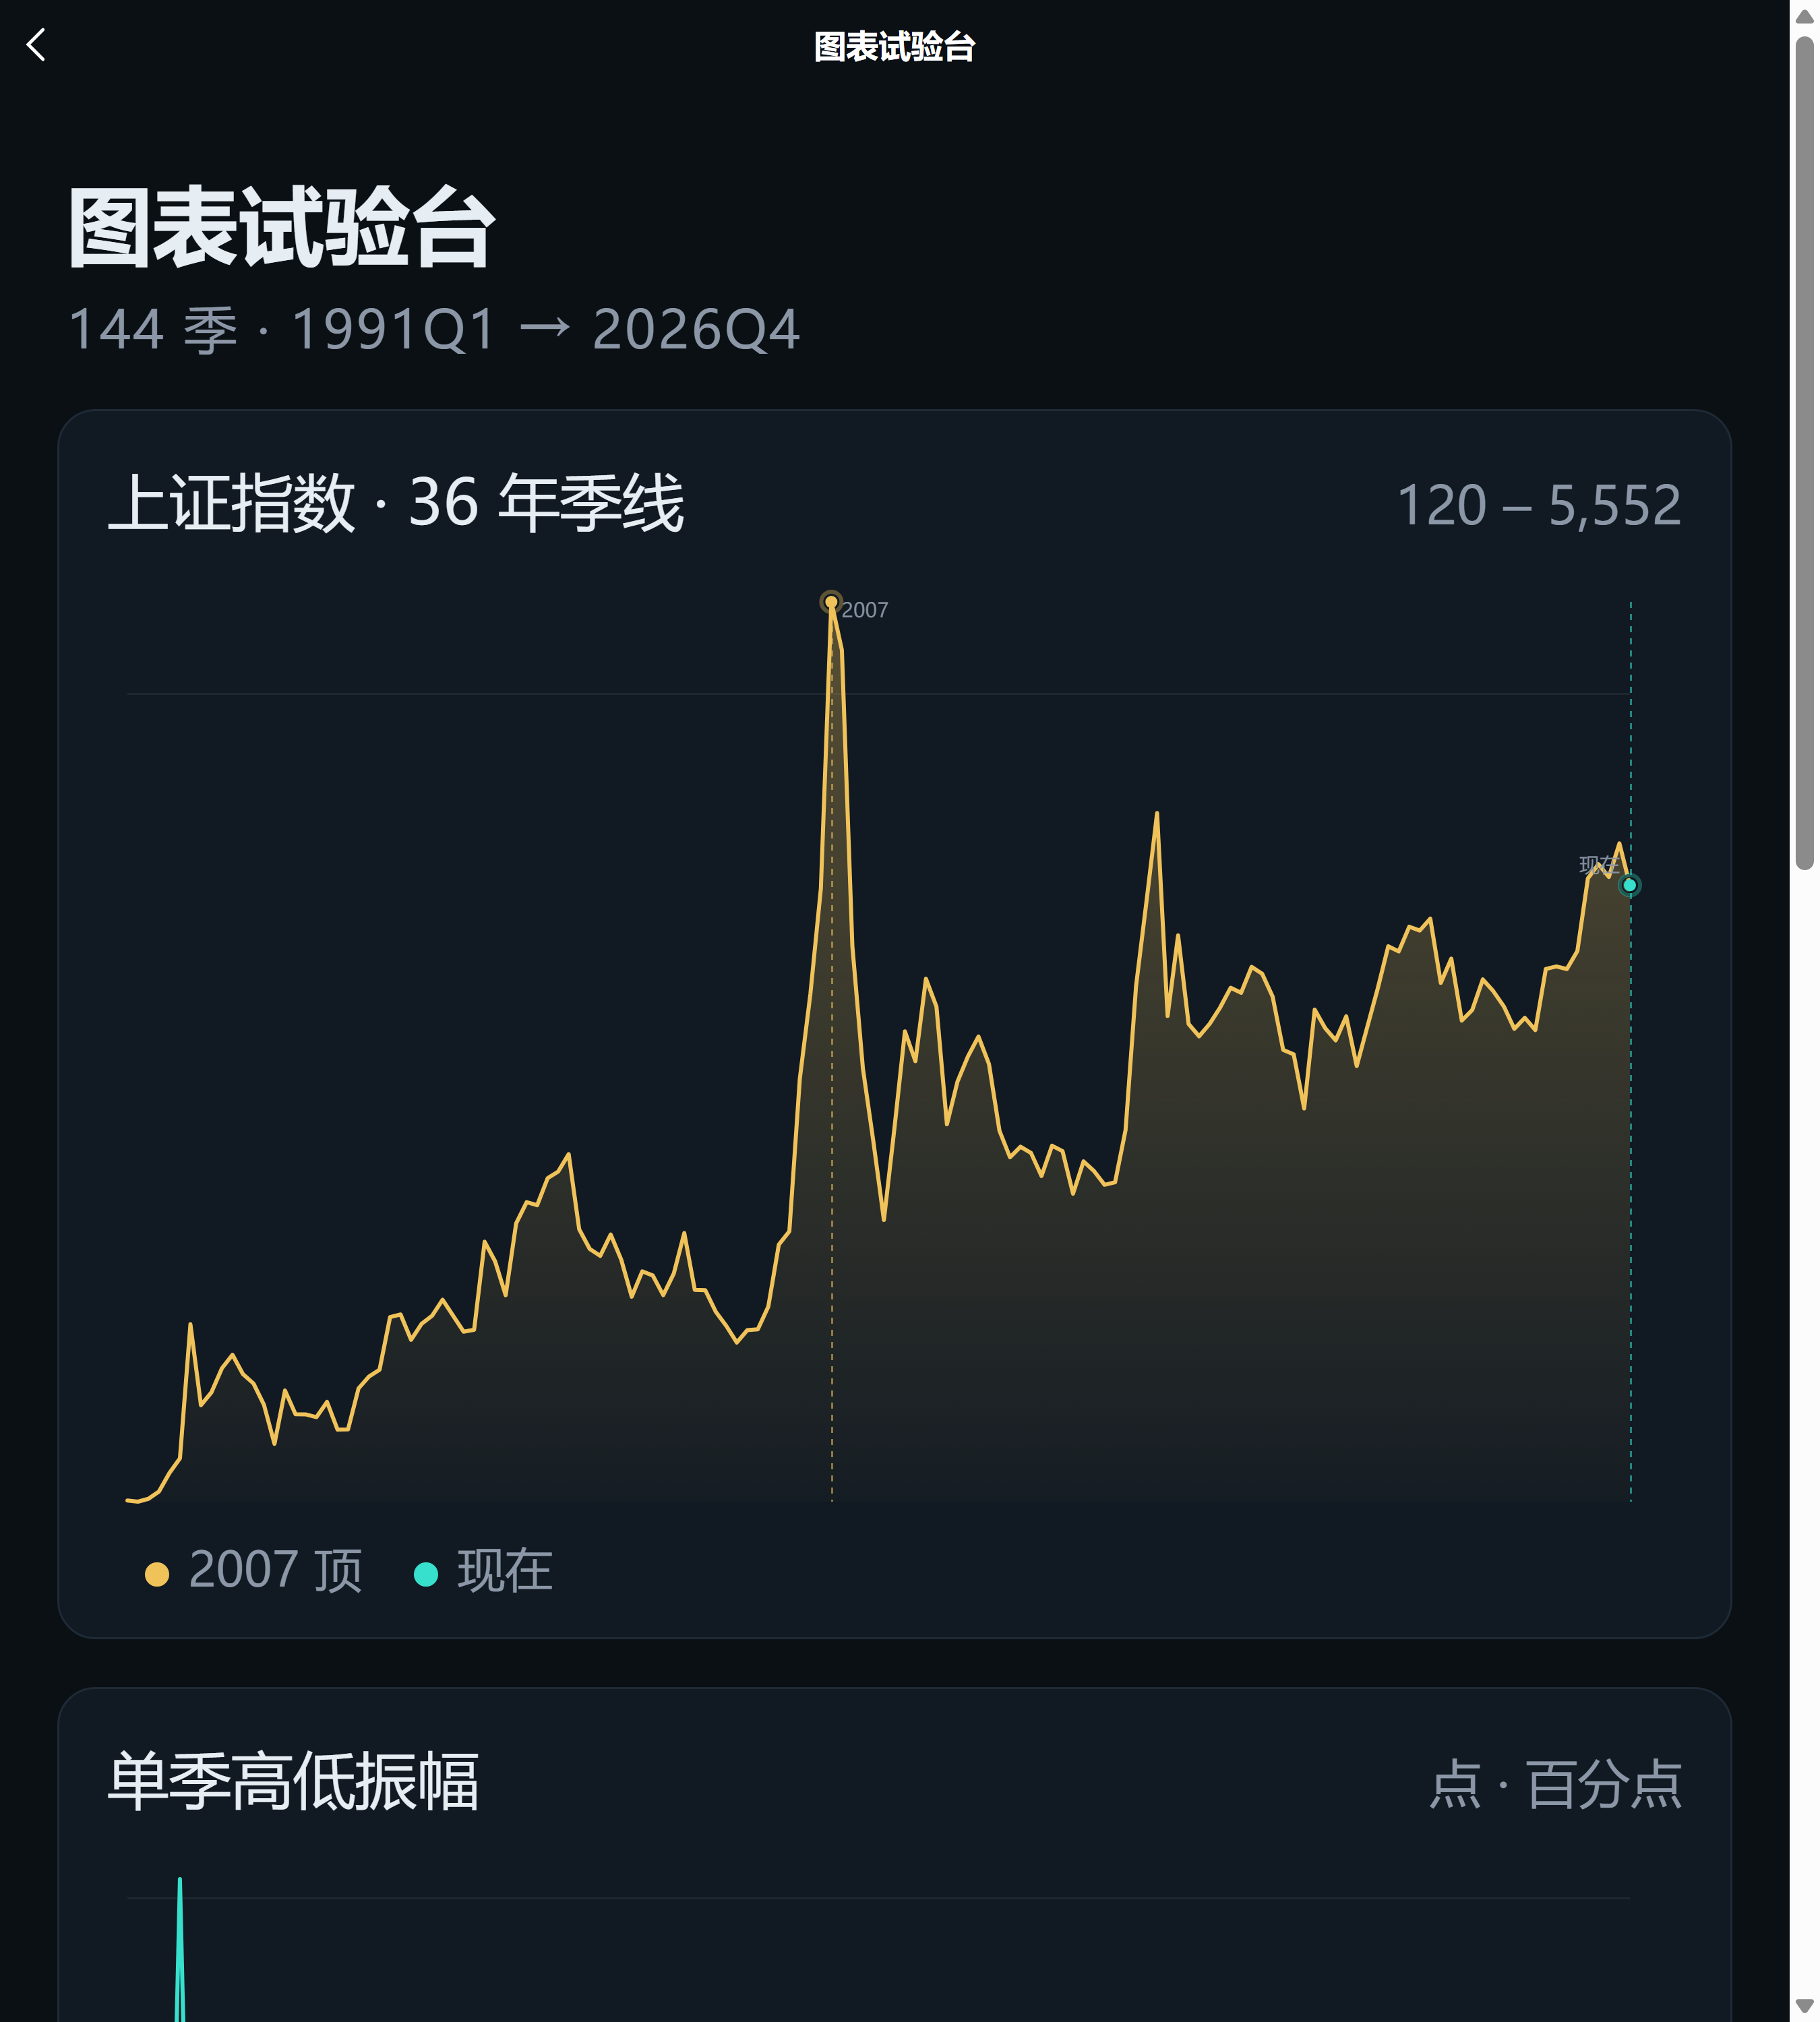 图表试验台
图表试验台
144 季 · 1991Q1 → 2026Q4
上证指数 · 36 年季线
120 – 5,552
2007
现在
2007 顶
现在
单季高低振幅
点 · 百分点